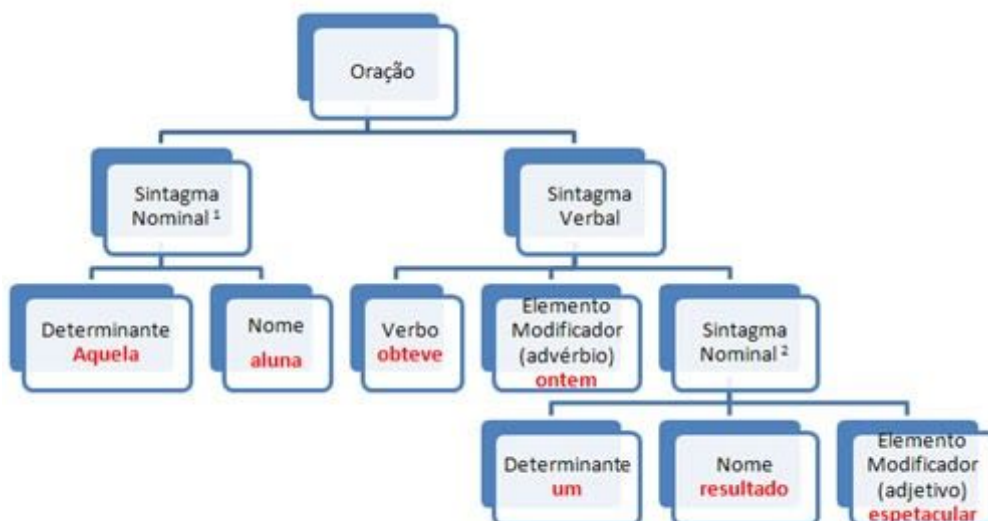 Oração
Sintagma
Nominal ¹
Sintagma
Verbal
Determinante
Aquela
Nome
aluna
Verbo
obteve
Elemento
Modificador
(advérbio)
ontem
Sintagma
Nominal ²
Determinante
um
Nome
resultado
Elemento
Modificador
(adjetivo)
espetacular